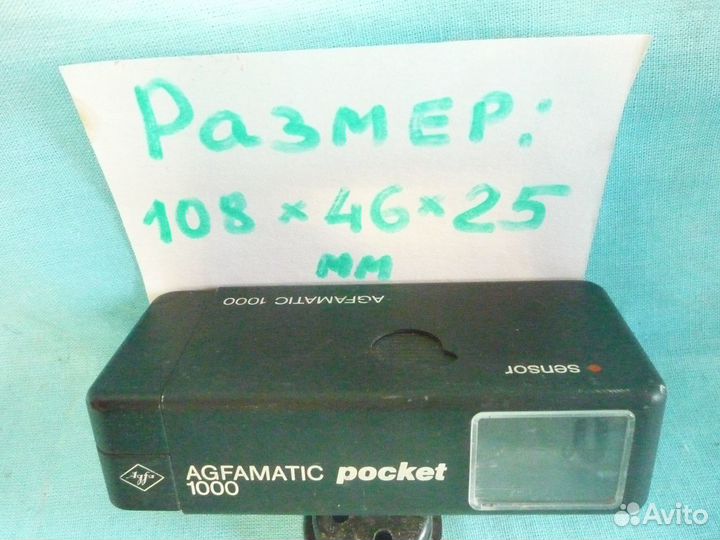 Размер:
108 × 46 × 25
мм
AGFAMATIC 1000
sensor
Agfa
AGFAMATIC pocket
1000
Avito